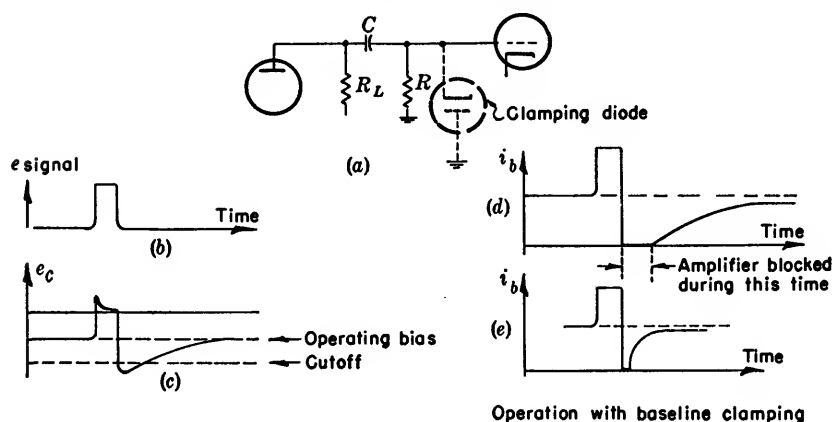 C
R_L
R
Clamping diode
(a)
e signal
Time
(b)
e_C
Operating bias
Cutoff
(c)
i_b
(d)
Time
Amplifier blocked
during this time
i_b
(e)
Time
Operation with baseline clamping